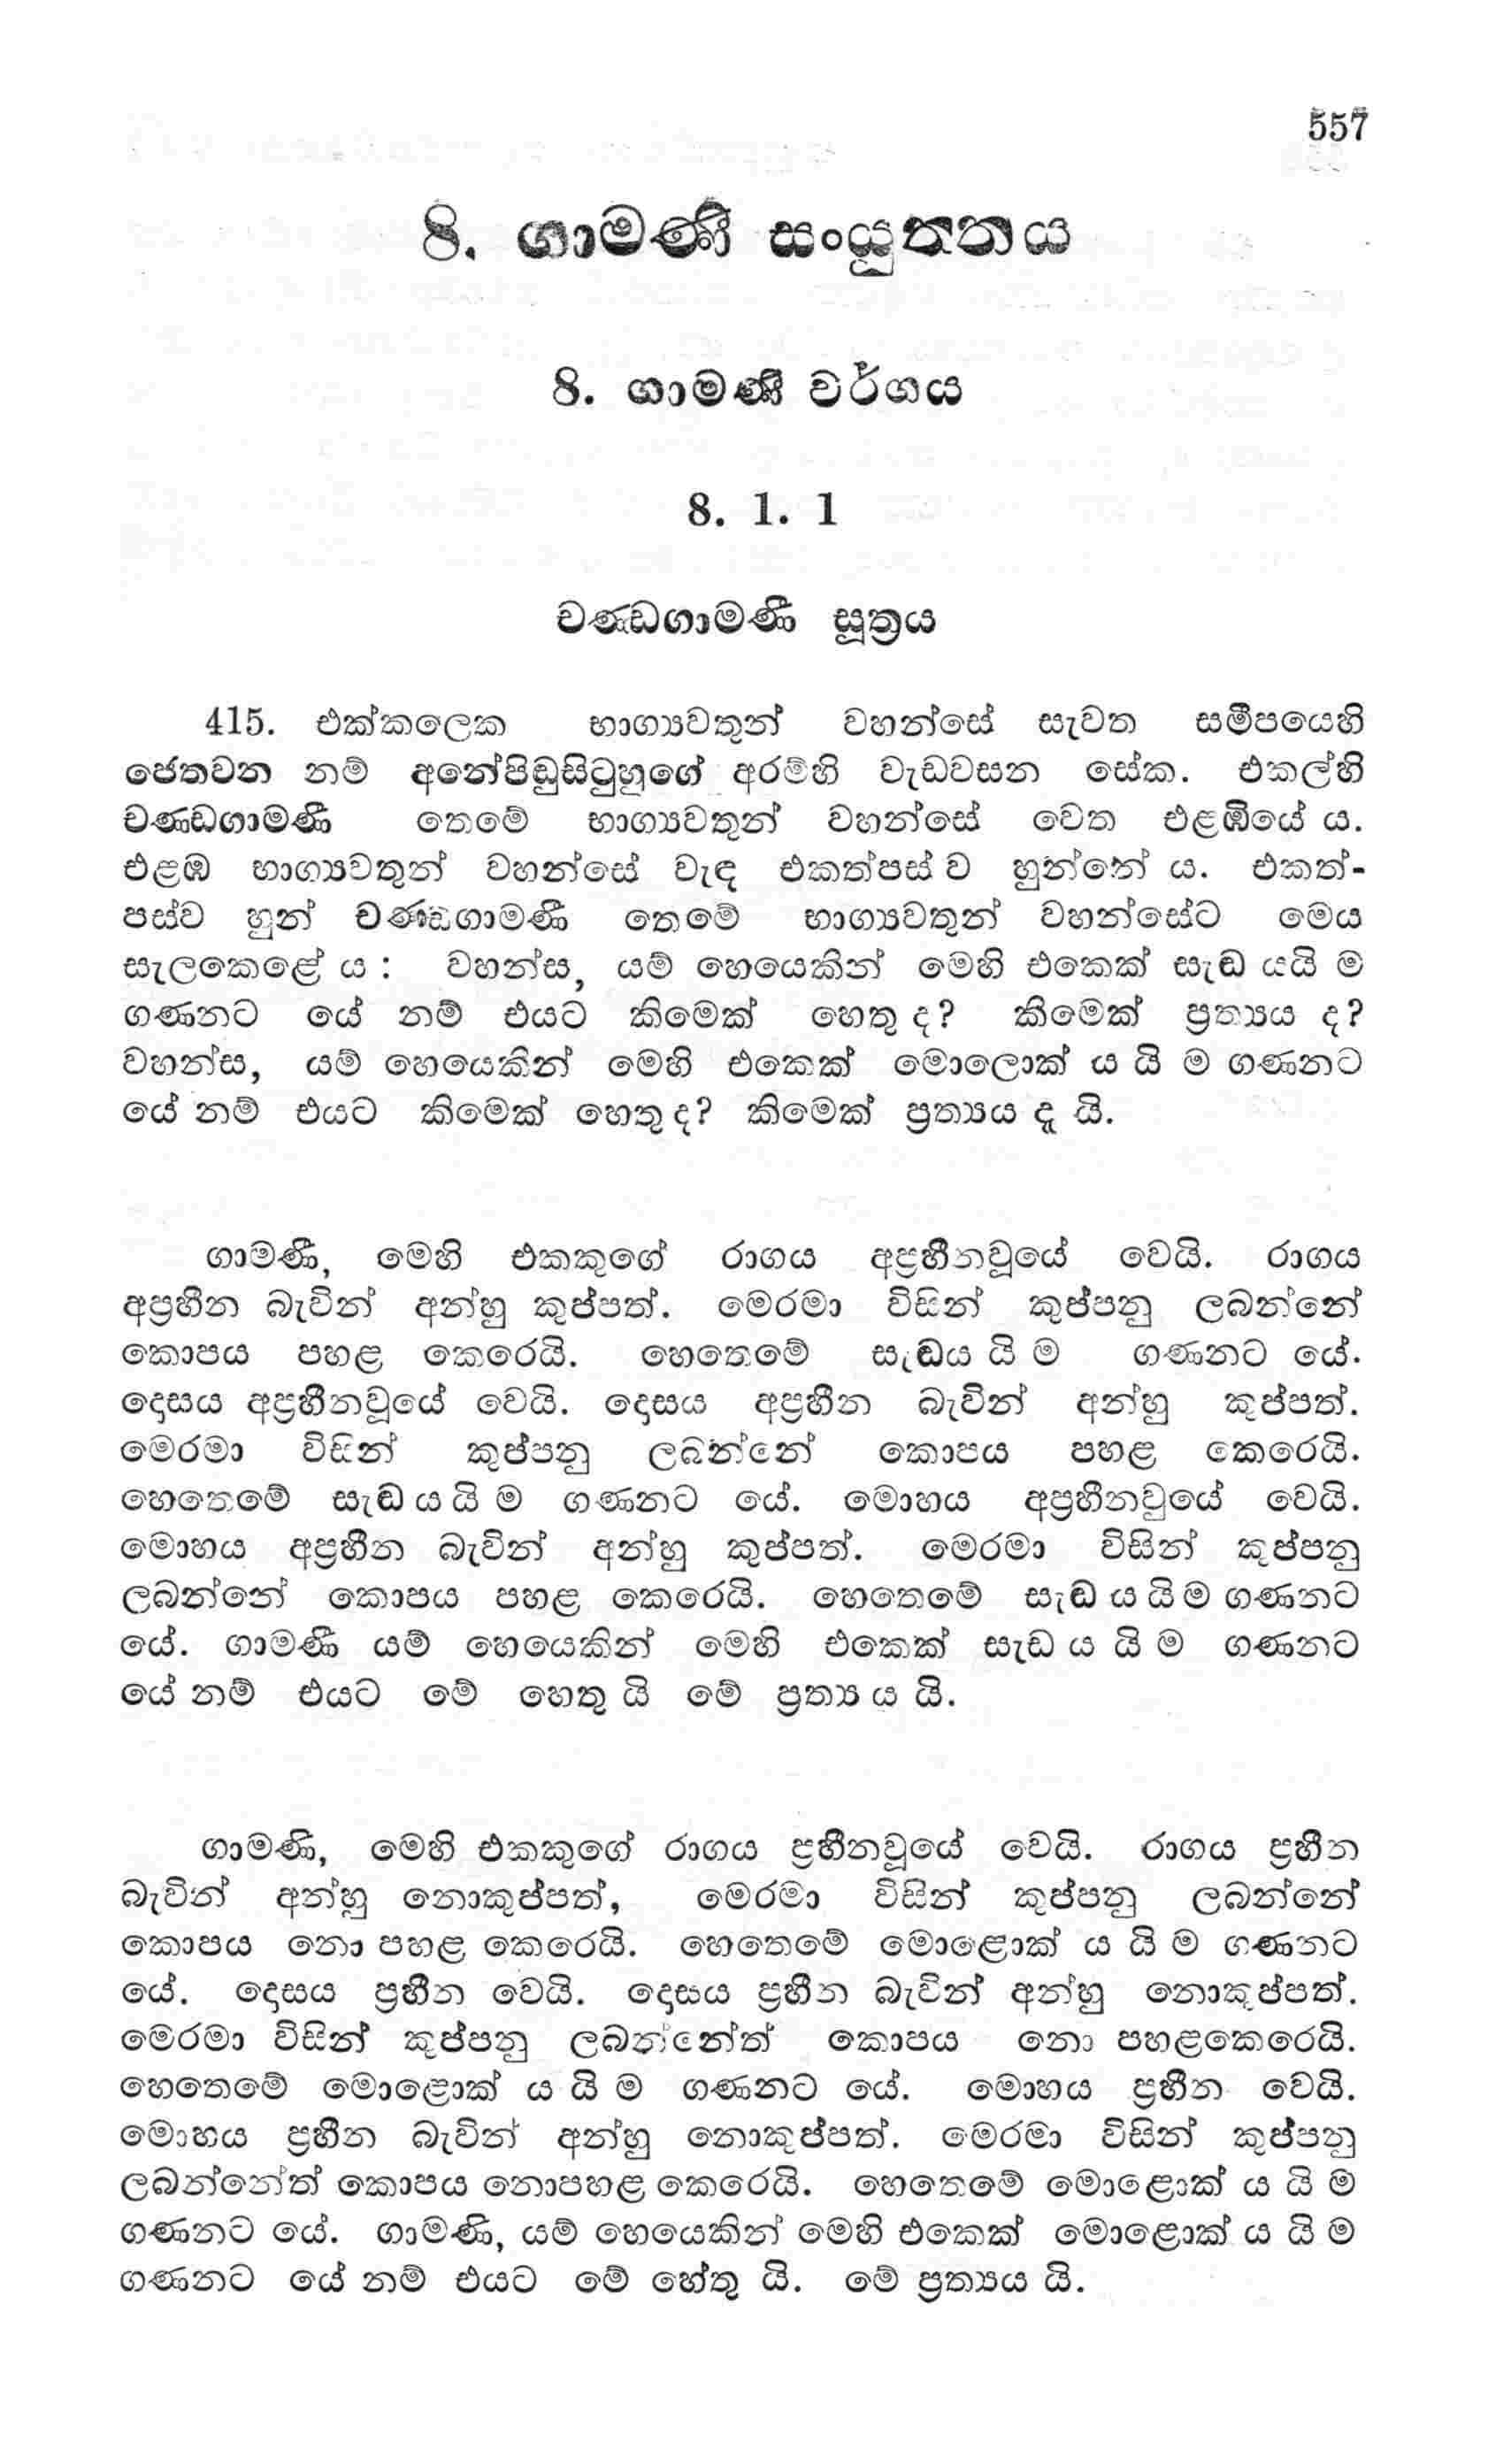 557
8. ගාමණී සංයුත්තය
8. ගාමණී වර්ගය
8. 1. 1
චණ්ඩගාමණී සූත්‍රය
415. එක්කලෙක භාග්‍යවතුන් වහන්සේ සැවත සමීපයෙහි
ජෙතවන නම් අනේපිඬුසිටුහුගේ අරම්හි වැඩවසන සේක. එකල්හි
චණ්ඩගාමණී තෙමේ භාග්‍යවතුන් වහන්සේ වෙත එළඹියේ ය.
එළඹ භාග්‍යවතුන් වහන්සේ වැඳ එකත්පස් ව හුන්නේ ය. එකත්-
පස්ව හුන් චණ්ඩගාමණී තෙමේ භාග්‍යවතුන් වහන්සේට මෙය
සැලකෙළේ ය : වහන්ස, යම් හෙයෙකින් මෙහි එකෙක් සැඬ යයි ම
ගණනට යේ නම් එයට කිමෙක් හෙතු ද? කිමෙක් ප්‍රත්‍යය ද?
වහන්ස, යම් හෙයෙකින් මෙහි එකෙක් මොලොක් ය යි ම ගණනට
යේ නම් එයට කිමෙක් හෙතු ද? කිමෙක් ප්‍රත්‍යය ද යි.
ගාමණී, මෙහි එකකුගේ රාගය අප්‍රහීනවූයේ වෙයි. රාගය
අප්‍රහීන බැවින් අන්හු කුප්පත්. මෙරමා විසින් කුප්පනු ලබන්නේ
කොපය පහළ කෙරෙයි. හෙතෙමේ සැඬය යි ම ගණනට යේ.
දොසය අප්‍රහීනවූයේ වෙයි. දොසය අප්‍රහීන බැවින් අන්හු කුප්පත්.
මෙරමා විසින් කුප්පනු ලබන්නේ කොපය පහළ කෙරෙයි.
හෙතෙමේ සැඬ ය යි ම ගණනට යේ. මොහය අප්‍රහීනවුයේ වෙයි.
මොහය අප්‍රහීන බැවින් අන්හු කුප්පත්. මෙරමා විසින් කුප්පනු
ලබන්නේ කොපය පහළ කෙරෙයි. හෙතෙමේ සැඬ ය යි ම ගණනට
යේ. ගාමණී යම් හෙයෙකින් මෙහි එකෙක් සැඩ ය යි ම ගණනට
යේ නම් එයට මේ හෙතු යි මේ ප්‍රත්‍ය ය යි.
ගාමණි, මෙහි එකකුගේ රාගය ප්‍රහීනවූයේ වෙයි. රාගය ප්‍රහීන
බැවින් අන්හු නොකුප්පත්, මෙරමා විසින් කුප්පනු ලබන්නේ
කොපය නො පහළ කෙරෙයි. හෙතෙමේ මොළොක් ය යි ම ගණනට
යේ. දොසය ප්‍රහීන වෙයි. දොසය ප්‍රහීන බැවින් අන්හු නොකුප්පත්.
මෙරමා විසින් කුප්පනු ලබන්නේත් කොපය නො පහළකෙරෙයි.
හෙතෙමේ මොළොක් ය යි ම ගණනට යේ. මොහය ප්‍රහීන වෙයි.
මොහය ප්‍රහීන බැවින් අන්හු නොකුප්පත්. මෙරමා විසින් කුප්පනු
ලබන්නේත් කොපය නොපහළ කෙරෙයි. හෙතෙමේ මොළොක් ය යි ම
ගණනට යේ. ගාමණි, යම් හෙයෙකින් මෙහි එකෙක් මොළොක් ය යි ම
ගණනට යේ නම් එයට මේ හේතු යි. මේ ප්‍රත්‍යය යි.